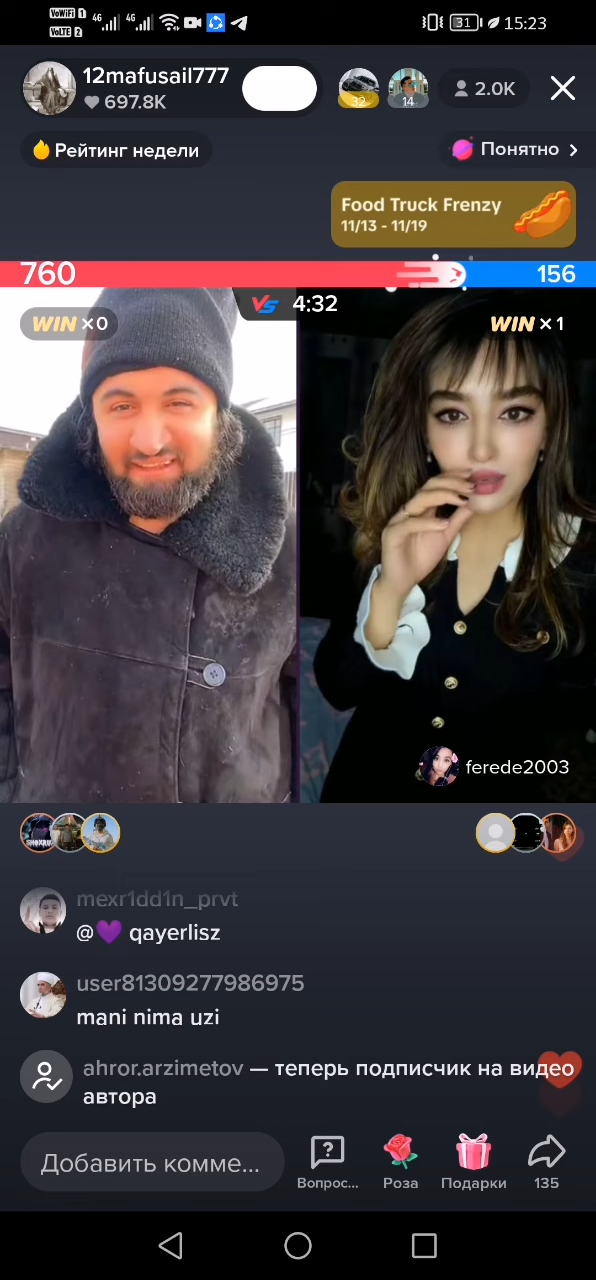 VoWiFi 1 4G 4G 31 15:23
VoLTE 2
12mafusail777
697.8K
32 14 2.0K
Рейтинг недели
Понятно
Food Truck Frenzy
11/13 - 11/19
760 156
VS 4:32
WIN ×0 WIN ×1
ferede2003
mexr1dd1n_prvt
@💜 qayerlisz
user81309277986975
mani nima uzi
ahror.arzimetov — теперь подписчик на видео
автора
Добавить комме...
Вопрос... Роза Подарки 135